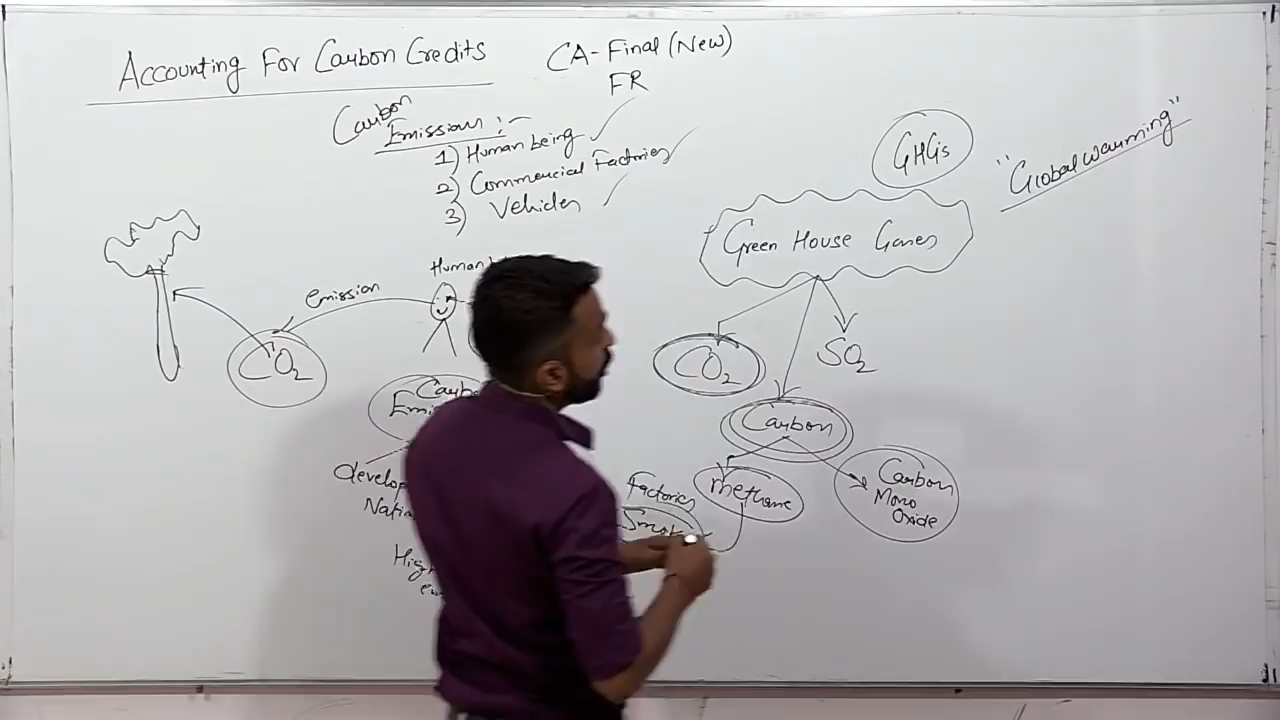 Accounting For Carbon Credits
CA-Final (New)
FR
Carbon
Emission :-
1) Human being
2) Commercial Factories
3) Vehicles
GHGs
"Global warming"
Green House Gases
Human
emission
CO₂
CO₂
SO₂
Carbon
Carbon
Mono
Oxide
methane
Factories